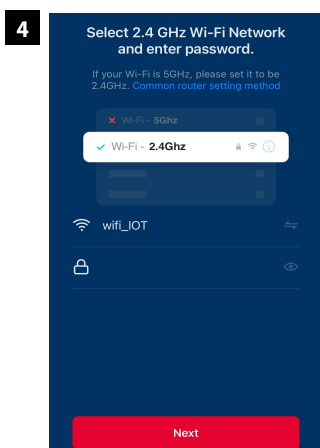 4
Select 2.4 GHz Wi-Fi Network
and enter password.
If your Wi-Fi is 5GHz, please set it to be
2.4GHz. Common router setting method
Wi-Fi - 5Ghz
Wi-Fi - 2.4Ghz
wifi_IOT
Next